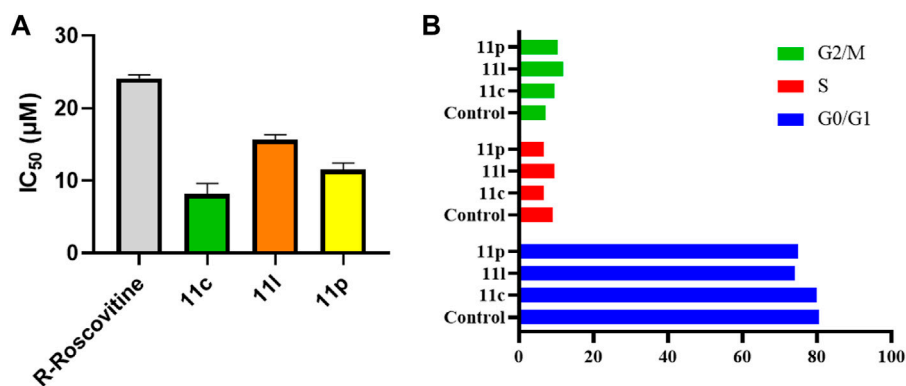 A
IC50 (µM)
30
20
10
0
R-Roscovitine
11c
11l
11p
B
11p
11l
11c
Control
11p
11l
11c
Control
11p
11l
11c
Control
0 20 40 60 80 100
G2/M
S
G0/G1